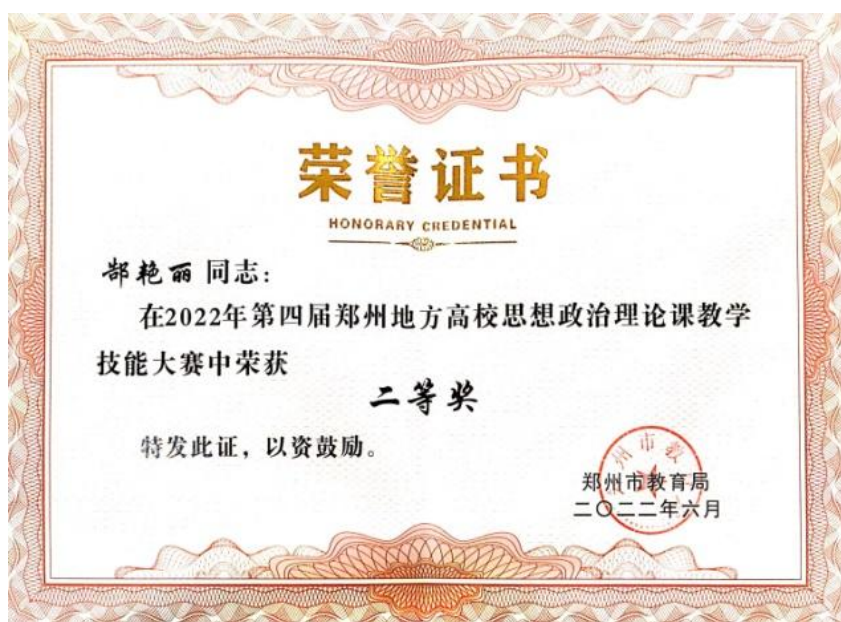 荣誉证书
HONORARY CREDENTIAL
郜艳丽 同志:
在2022年第四届郑州地方高校思想政治理论课教学
技能大赛中荣获
二等奖
特发此证，以资鼓励。
郑州市教育局
二〇二二年六月